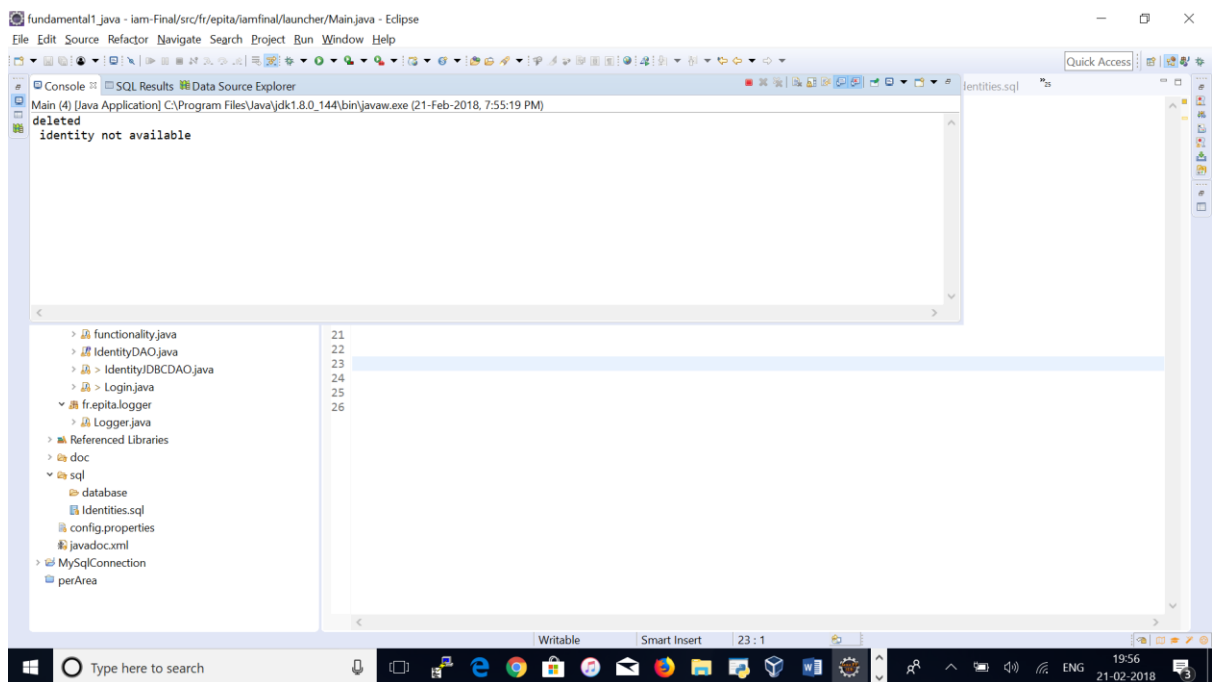 fundamental1_java - iam-Final/src/fr/epita/iamfinal/launcher/Main.java - Eclipse
File Edit Source Refactor Navigate Search Project Run Window Help
Quick Access
Console SQL Results Data Source Explorer
lentities.sql »25
Main (4) [Java Application] C:\Program Files\Java\jdk1.8.0_144\bin\javaw.exe (21-Feb-2018, 7:55:19 PM)
deleted
identity not available
> functionality.java
> IdentityDAO.java
> > IdentityJDBCDAO.java
> > Login.java
fr.epita.logger
> Logger.java
> Referenced Libraries
> doc
sql
database
Identities.sql
config.properties
javadoc.xml
> MySqlConnection
perArea
21
22
23
24
25
26
Writable Smart Insert 23 : 1
Type here to search
ENG
19:56
21-02-2018
3